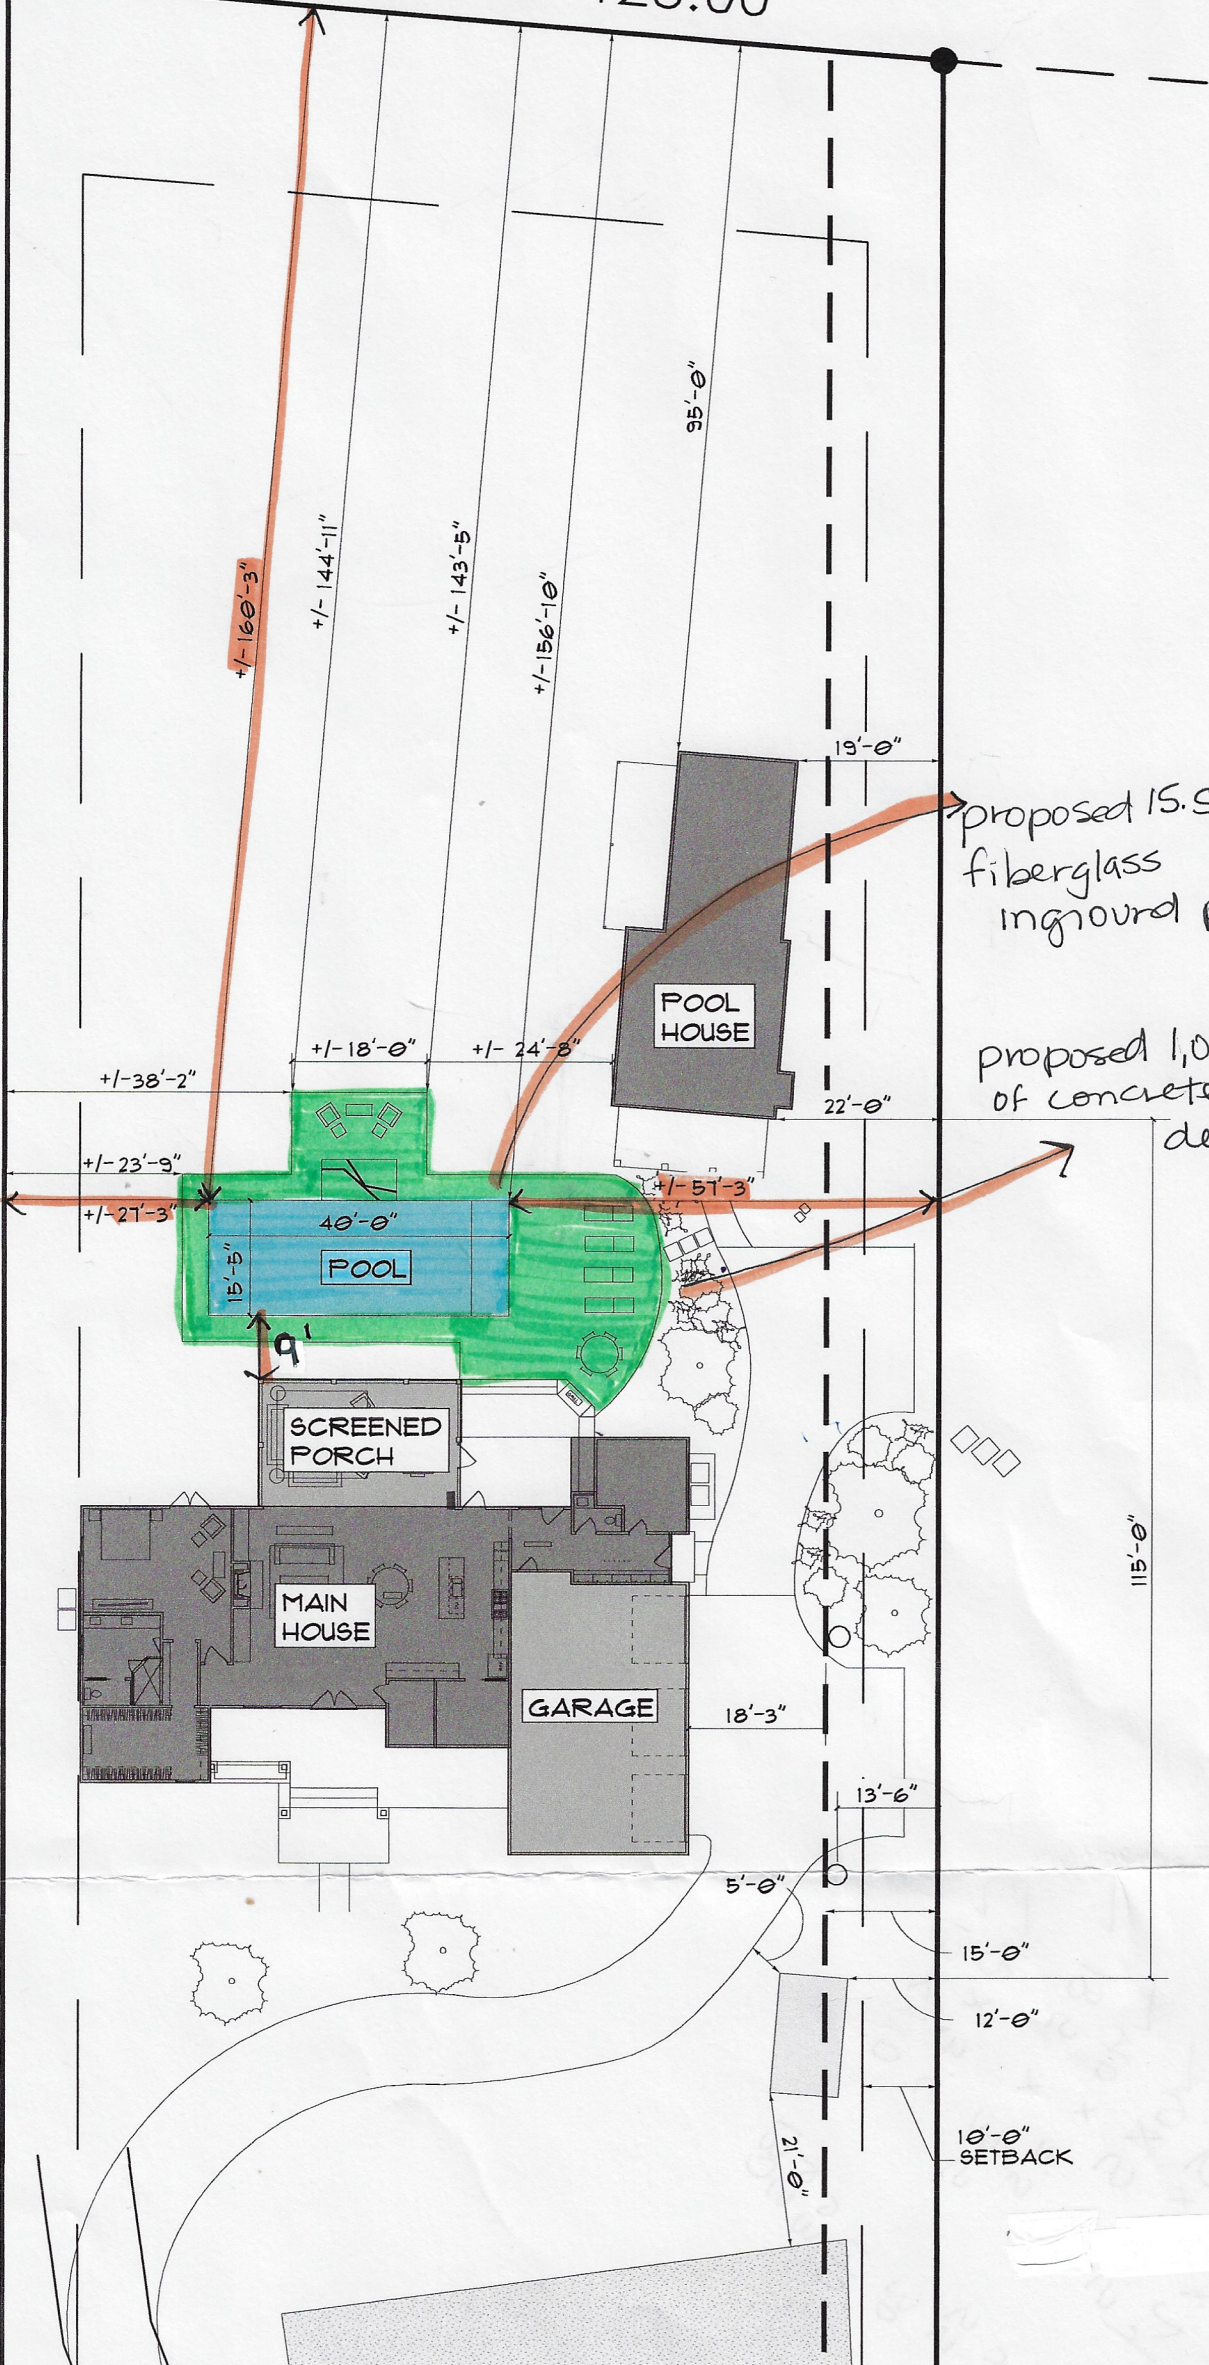 95'-0"
+/-160'-3"
+/- 144'-11"
+/- 143'-5"
+/-156'-10"
19'-0"
proposed 15.5
fiberglass
inground
POOL
HOUSE
+/-18'-0"
+/- 24'-8"
proposed 1,0
of concrete
+/-38'-2"
22'-0"
+/-23'-9"
+/-57'-3"
+/-27'-3"
40'-0"
15'-5"
POOL
9'
SCREENED
PORCH
115'-0"
MAIN
HOUSE
GARAGE
18'-3"
13'-6"
5'-0"
15'-0"
12'-0"
10'-0"
SETBACK
21'-0"